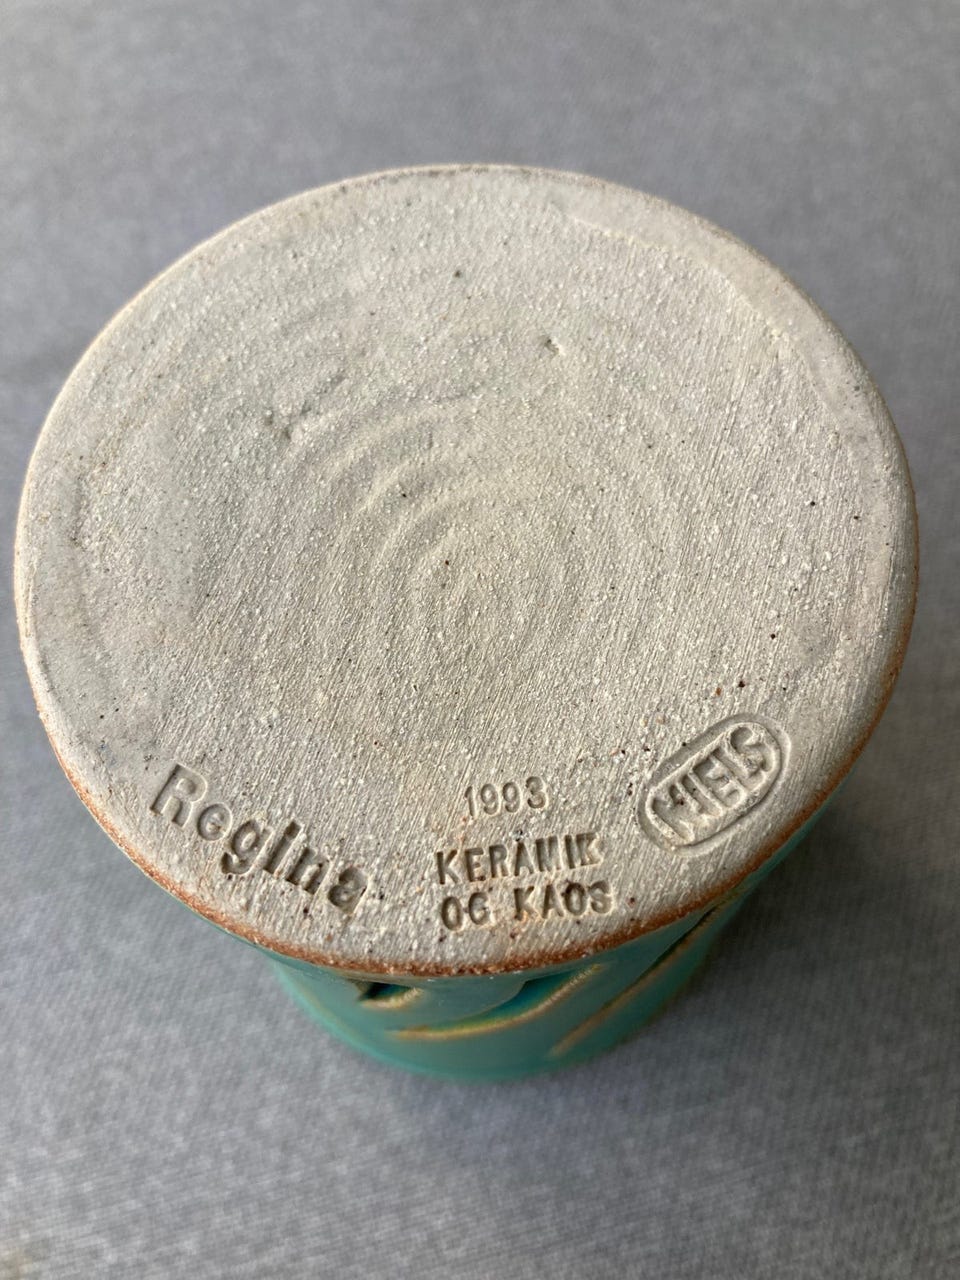 Regina
1993
KERAMIK
OG KAOS
NIELS